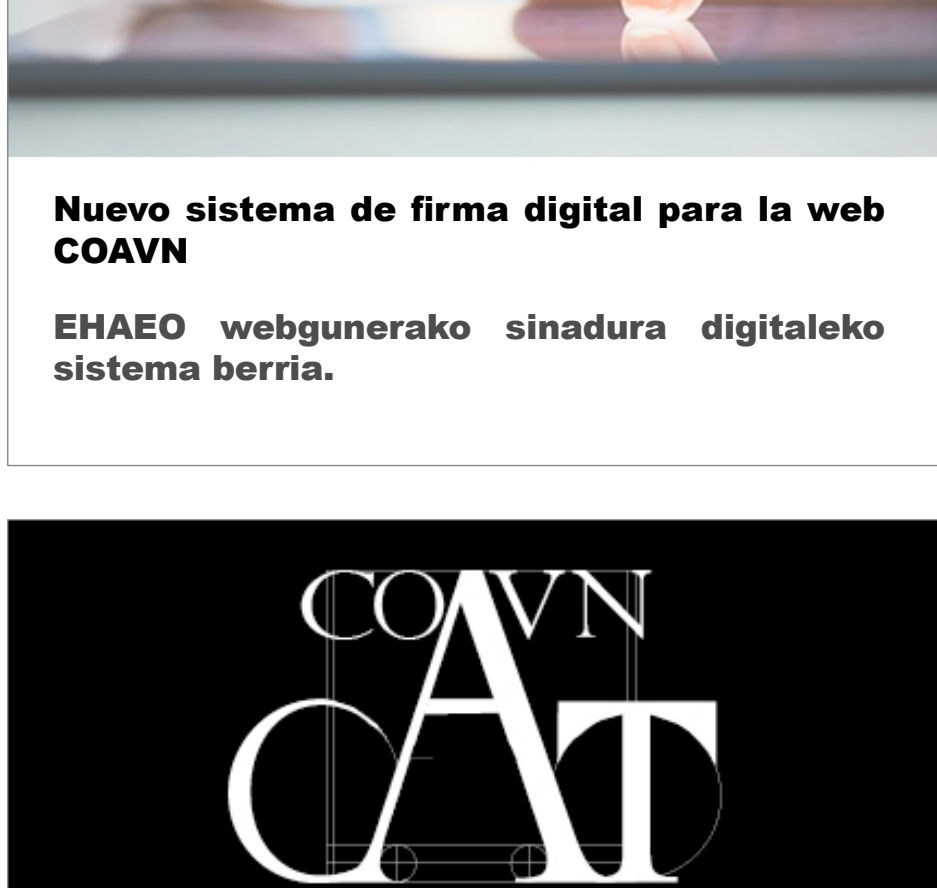 Nuevo sistema de firma digital para la web
COAVN
EHAEO webgunerako sinadura digitaleko
sistema berria.
COAVN
CAT